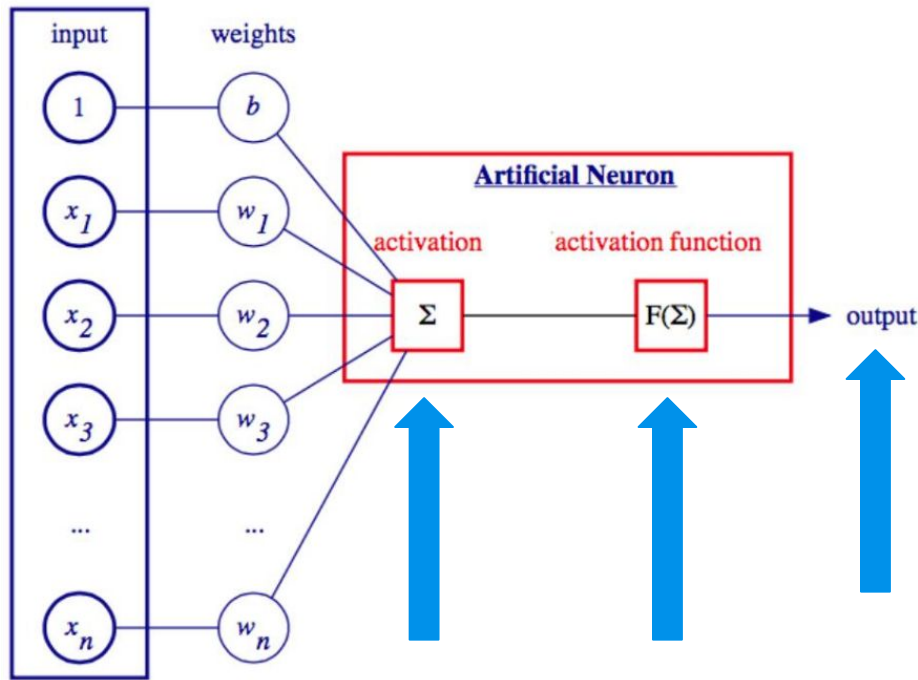 input weights
1 b
Artificial Neuron
x1 w1
activation activation function
x2 w2 Σ F(Σ) output
x3 w3
... ...
xn wn